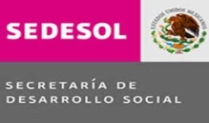 SEDESOL
SECRETARÍA DE
DESARROLLO SOCIAL